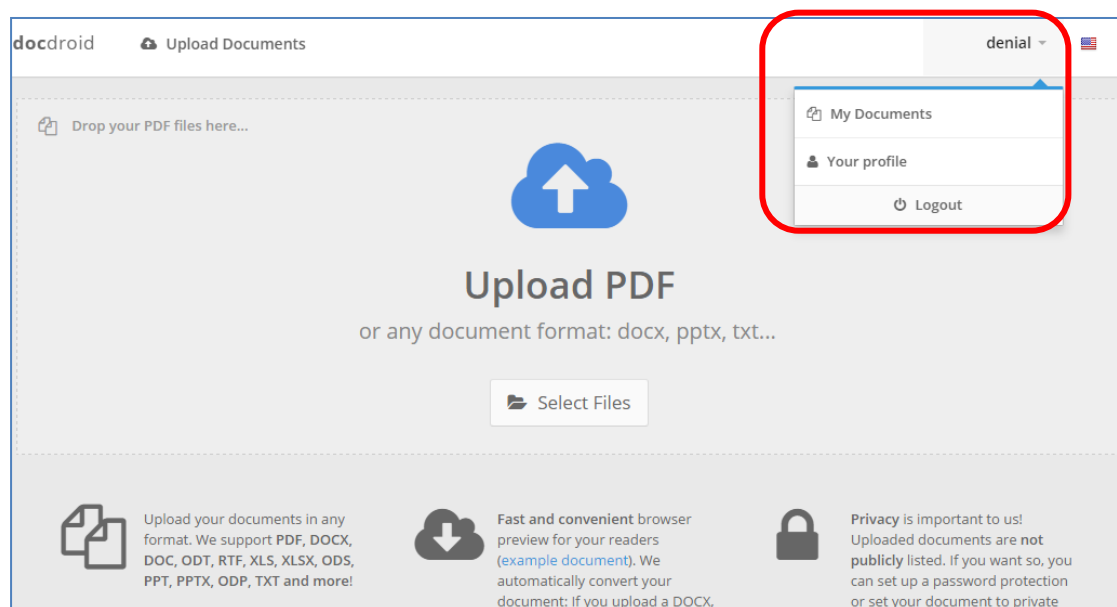 docdroid Upload Documents denial
Drop your PDF files here...
My Documents
Your profile
Logout
Upload PDF
or any document format: docx, pptx, txt...
Select Files
Upload your documents in any
format. We support PDF, DOCX,
DOC, ODT, RTF, XLS, XLSX, ODS,
PPT, PPTX, ODP, TXT and more!
Fast and convenient browser
preview for your readers
(example document). We
automatically convert your
document: If you upload a DOCX,
Privacy is important to us!
Uploaded documents are not
publicly listed. If you want so, you
can set up a password protection
or set your document to private